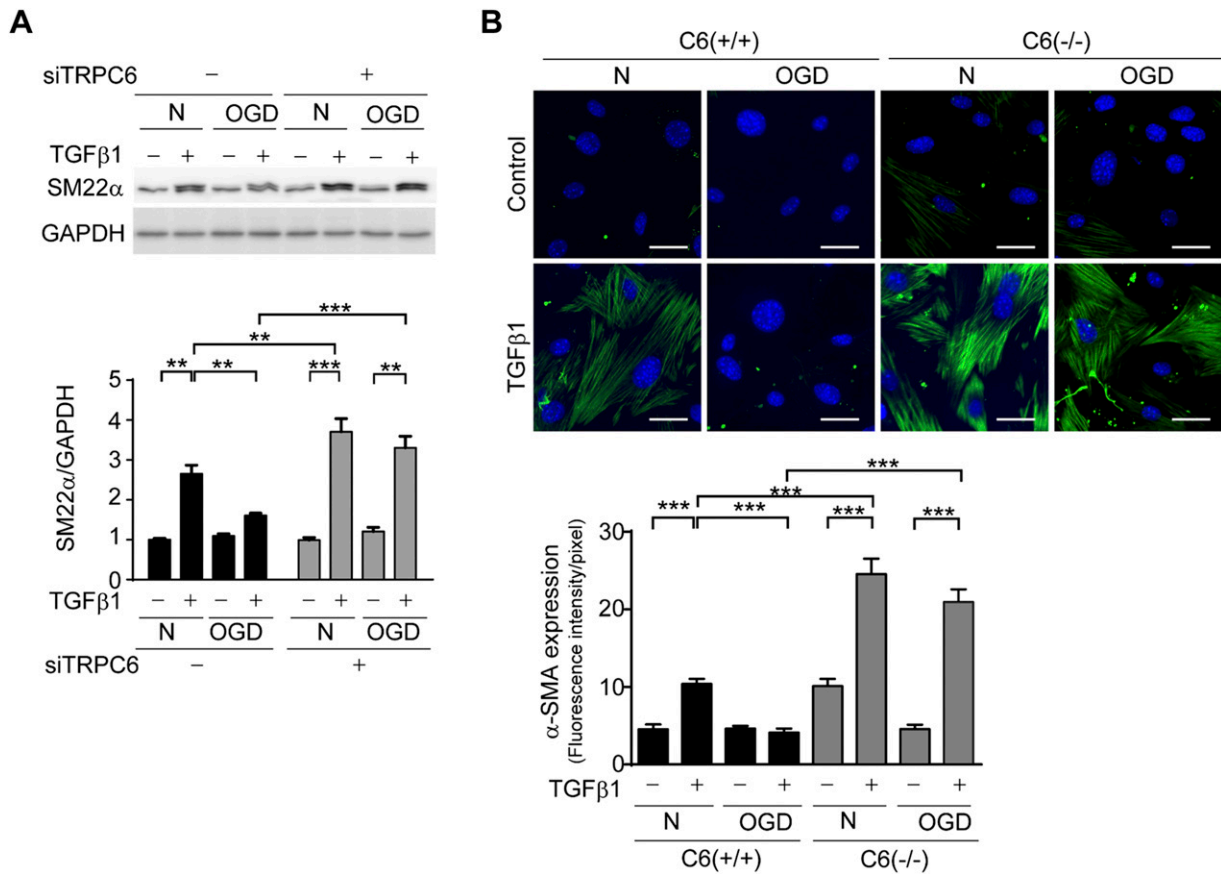 A
siTRPC6 – +
N OGD N OGD
TGFβ1 – + – + – + – +
SM22α
GAPDH
***
**
** ** *** **
SM22α/GAPDH
5
4
3
2
1
0
TGFβ1 – + – + – + – +
N OGD N OGD
siTRPC6 – +
B
C6(+/+) C6(-/-)
N OGD N OGD
Control
TGFβ1
***
***
*** *** *** ***
α-SMA expression
(Fluorescence intensity/pixel)
30
20
10
0
TGFβ1 – + – + – + – +
N OGD N OGD
C6(+/+) C6(-/-)